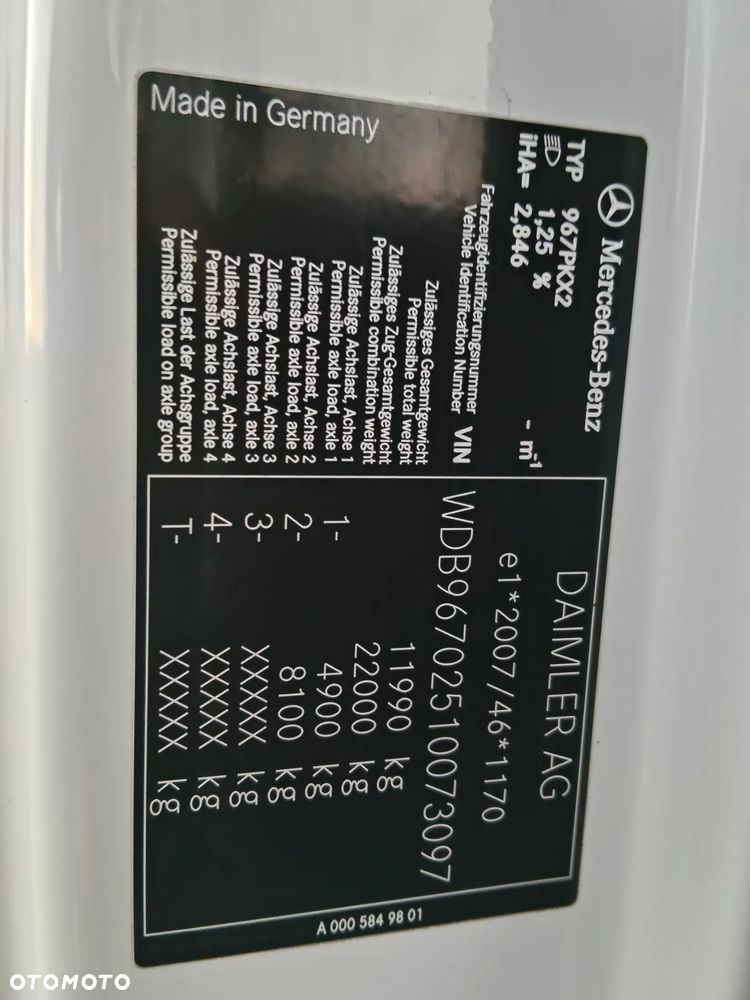 Mercedes-Benz
DAIMLER AG
TYP 967PKX2
e1*2007/46*1170
1,25 %
iHA= 2,846
- m-1
Fahrzeugidentifizierungsnummer
Vehicle Identification Number VIN
WDB9670251007309​7
Zulässiges Gesamtgewicht
Permissible total weight
11990 kg
Zulässiges Zug-Gesamtgewicht
Permissible combination weight
22000 kg
Zulässige Achslast, Achse 1
Permissible axle load, axle 1
1- 4900 kg
Zulässige Achslast, Achse 2
Permissible axle load, axle 2
2- 8100 kg
Zulässige Achslast, Achse 3
Permissible axle load, axle 3
3- XXXXX kg
Zulässige Achslast, Achse 4
Permissible axle load, axle 4
4- XXXXX kg
Zulässige Last der Achsgruppe
Permissible load on axle group
T- XXXXX kg
Made in Germany
A 000 584 98 01
OTOMOTO